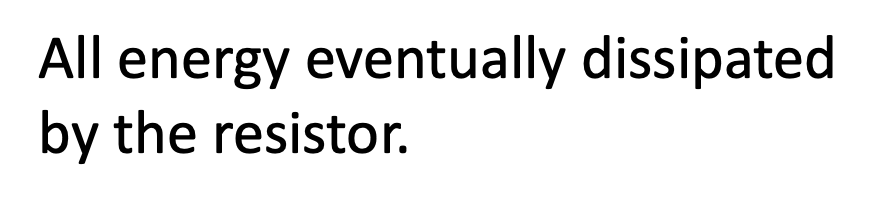 All energy eventually dissipated
by the resistor.